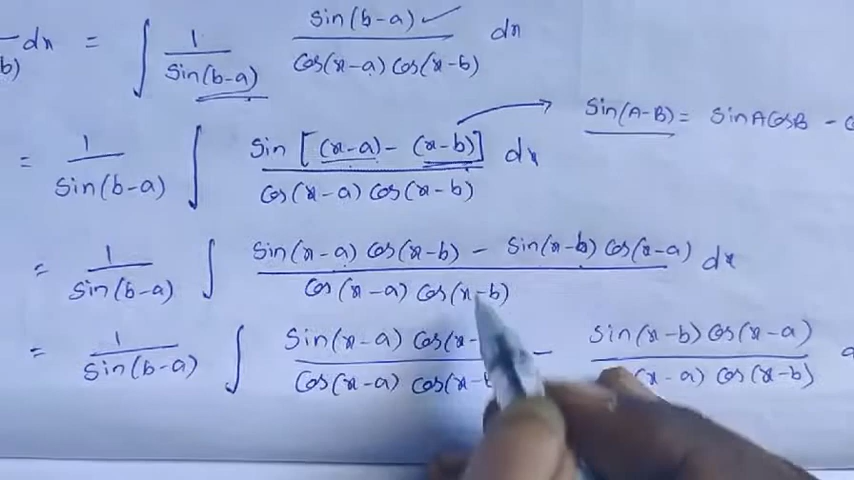 dx = ∫ 1/sin(b-a) sin(b-a)/cos(x-a) cos(x-b) dx
b)
= 1/sin(b-a) ∫ sin[(x-a) - (x-b)]/cos(x-a) cos(x-b) dx → sin(A-B) = sinA cosB -
= 1/sin(b-a) ∫ sin(x-a) cos(x-b) - sin(x-b) cos(x-a)/cos(x-a) cos(x-b) dx
= 1/sin(b-a) ∫ sin(x-a) cos(x-/cos(x-a) cos(x-b - sin(x-b) cos(x-a)/(x-a) cos(x-b)